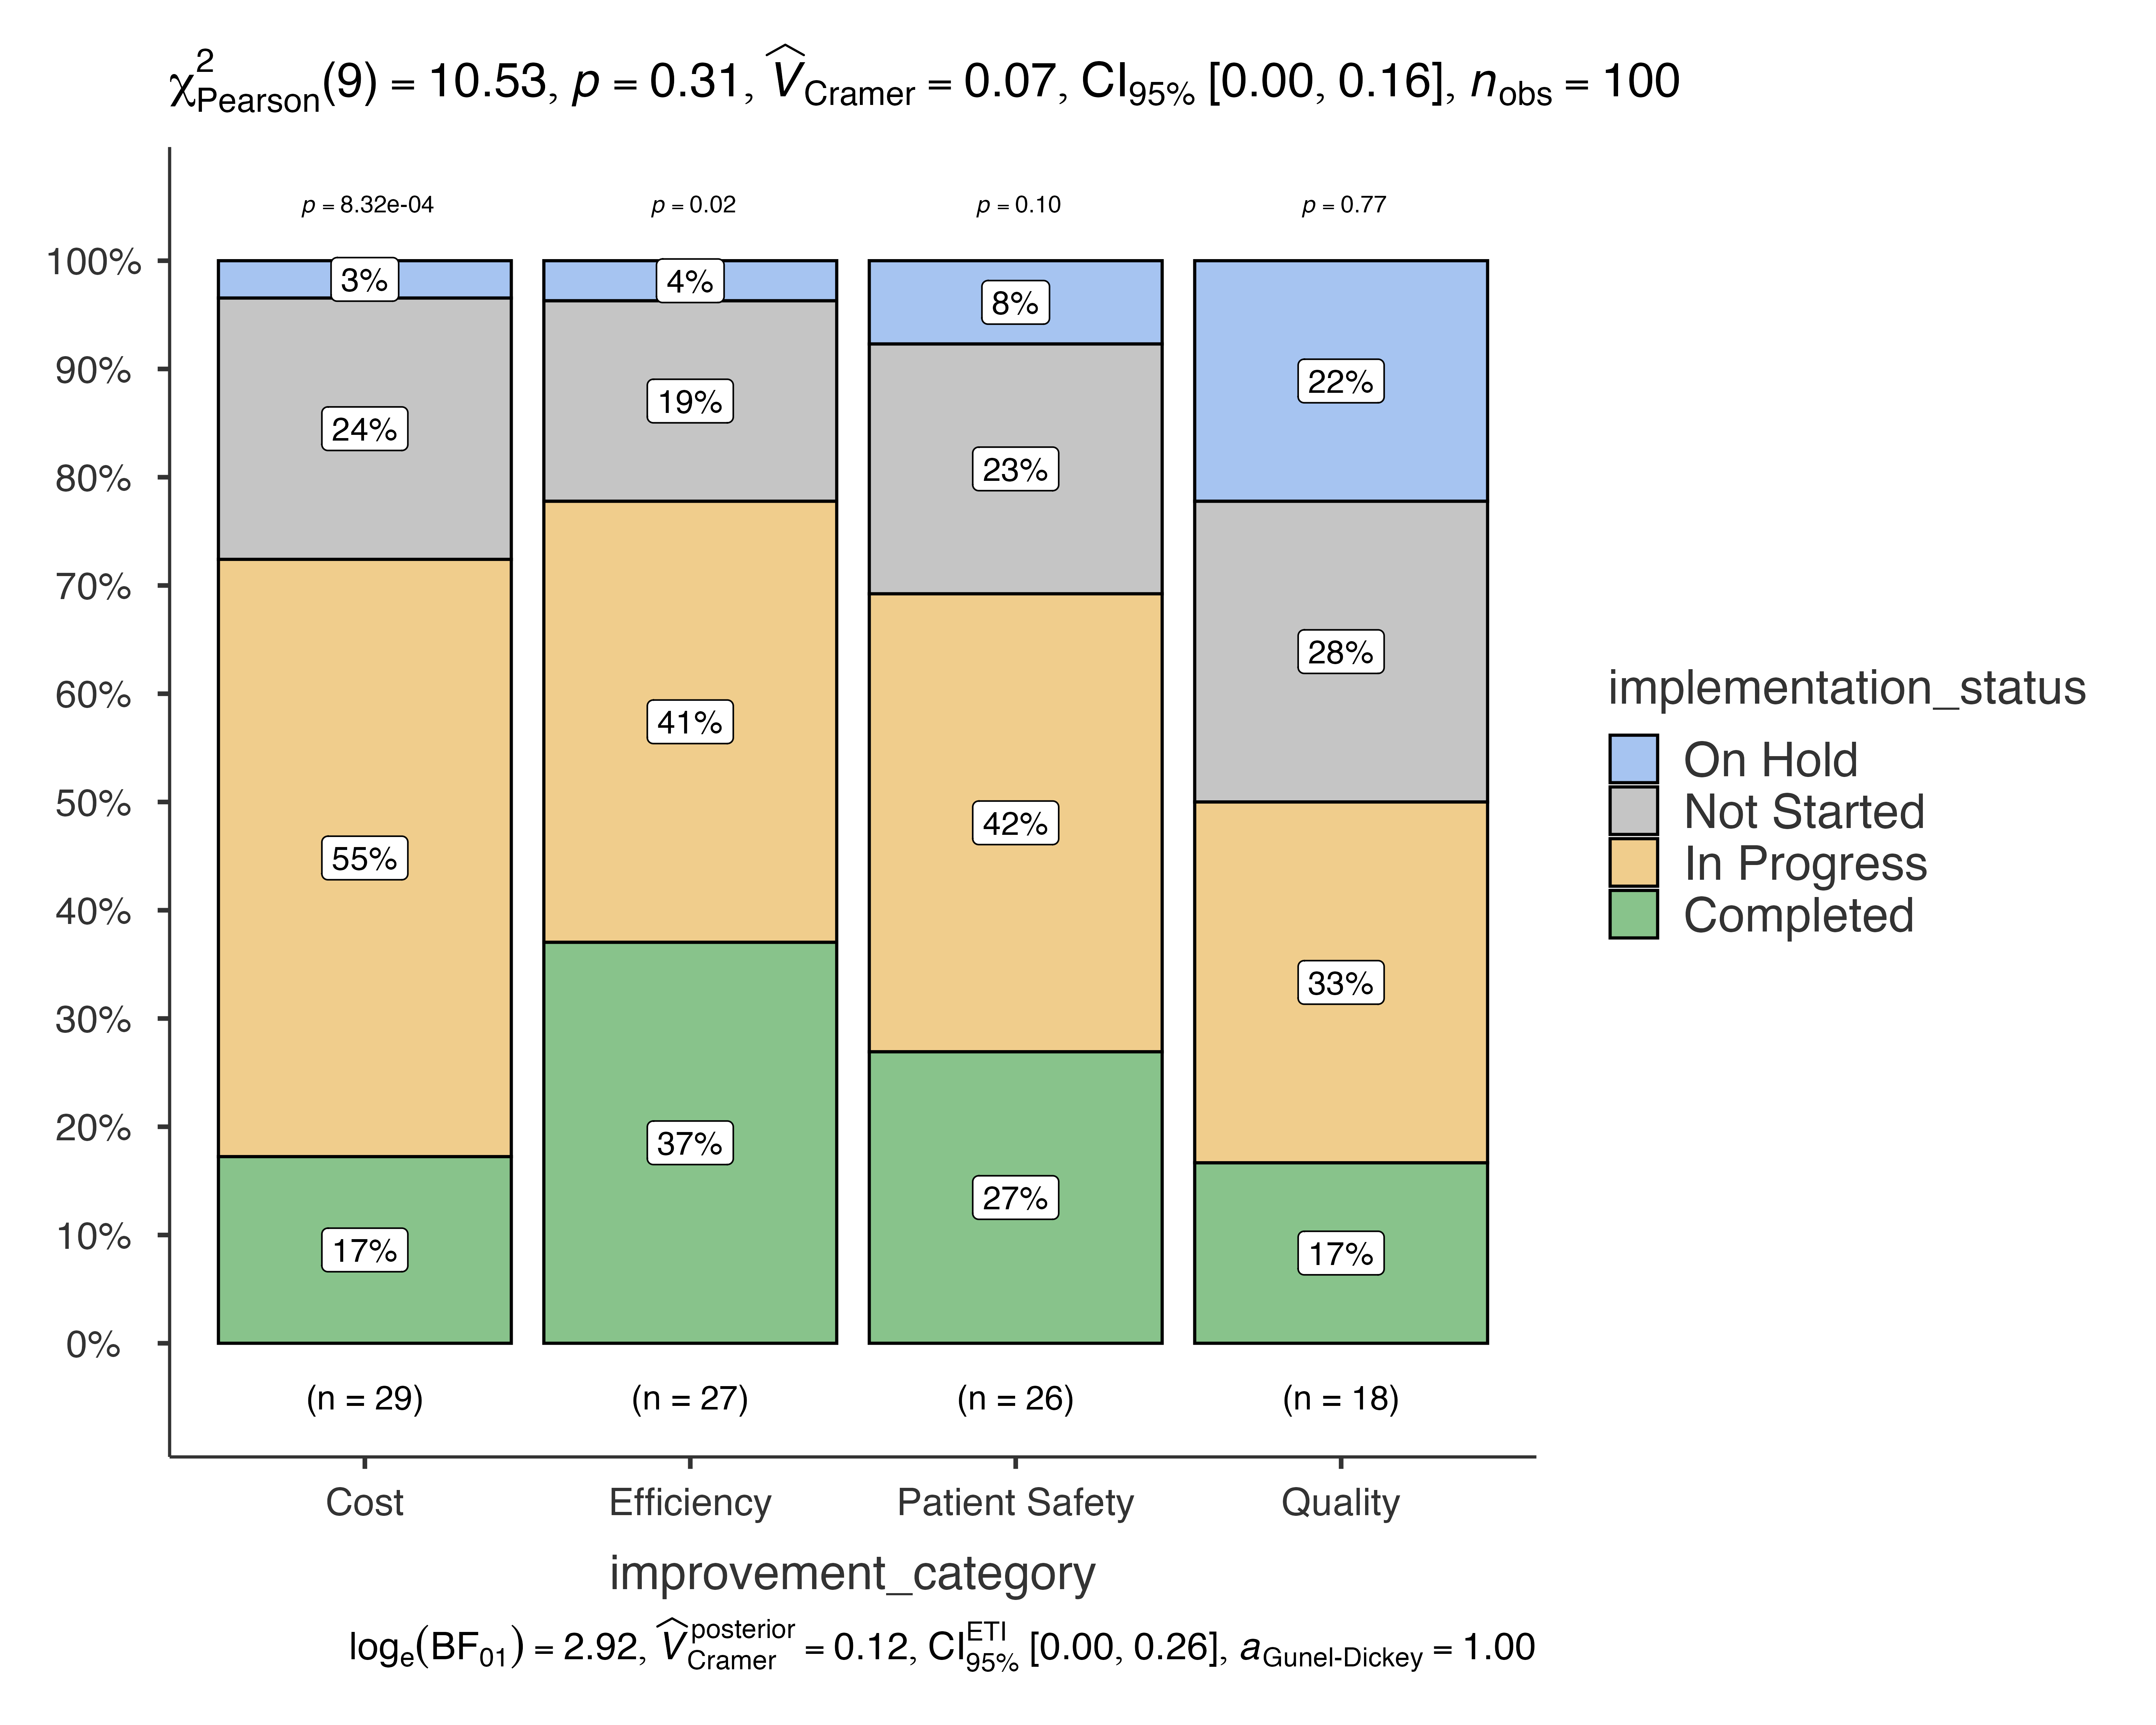 χ²Pearson(9) = 10.53, p = 0.31, V̂Cramer = 0.07, CI95% [0.00, 0.16], nobs = 100
p = 8.32e-04 p = 0.02 p = 0.10 p = 0.77
100%
90%
80%
70%
60%
50%
40%
30%
20%
10%
0%
3% 4% 8% 22%
24% 19% 23% 28%
55% 41% 42% 33%
17% 37% 27% 17%
(n = 29) (n = 27) (n = 26) (n = 18)
Cost Efficiency Patient Safety Quality
improvement_category
implementation_status
On Hold
Not Started
In Progress
Completed
loge(BF01) = 2.92, V̂Cramer posterior = 0.12, CI95% ETI [0.00, 0.26], aGunel-Dickey = 1.00